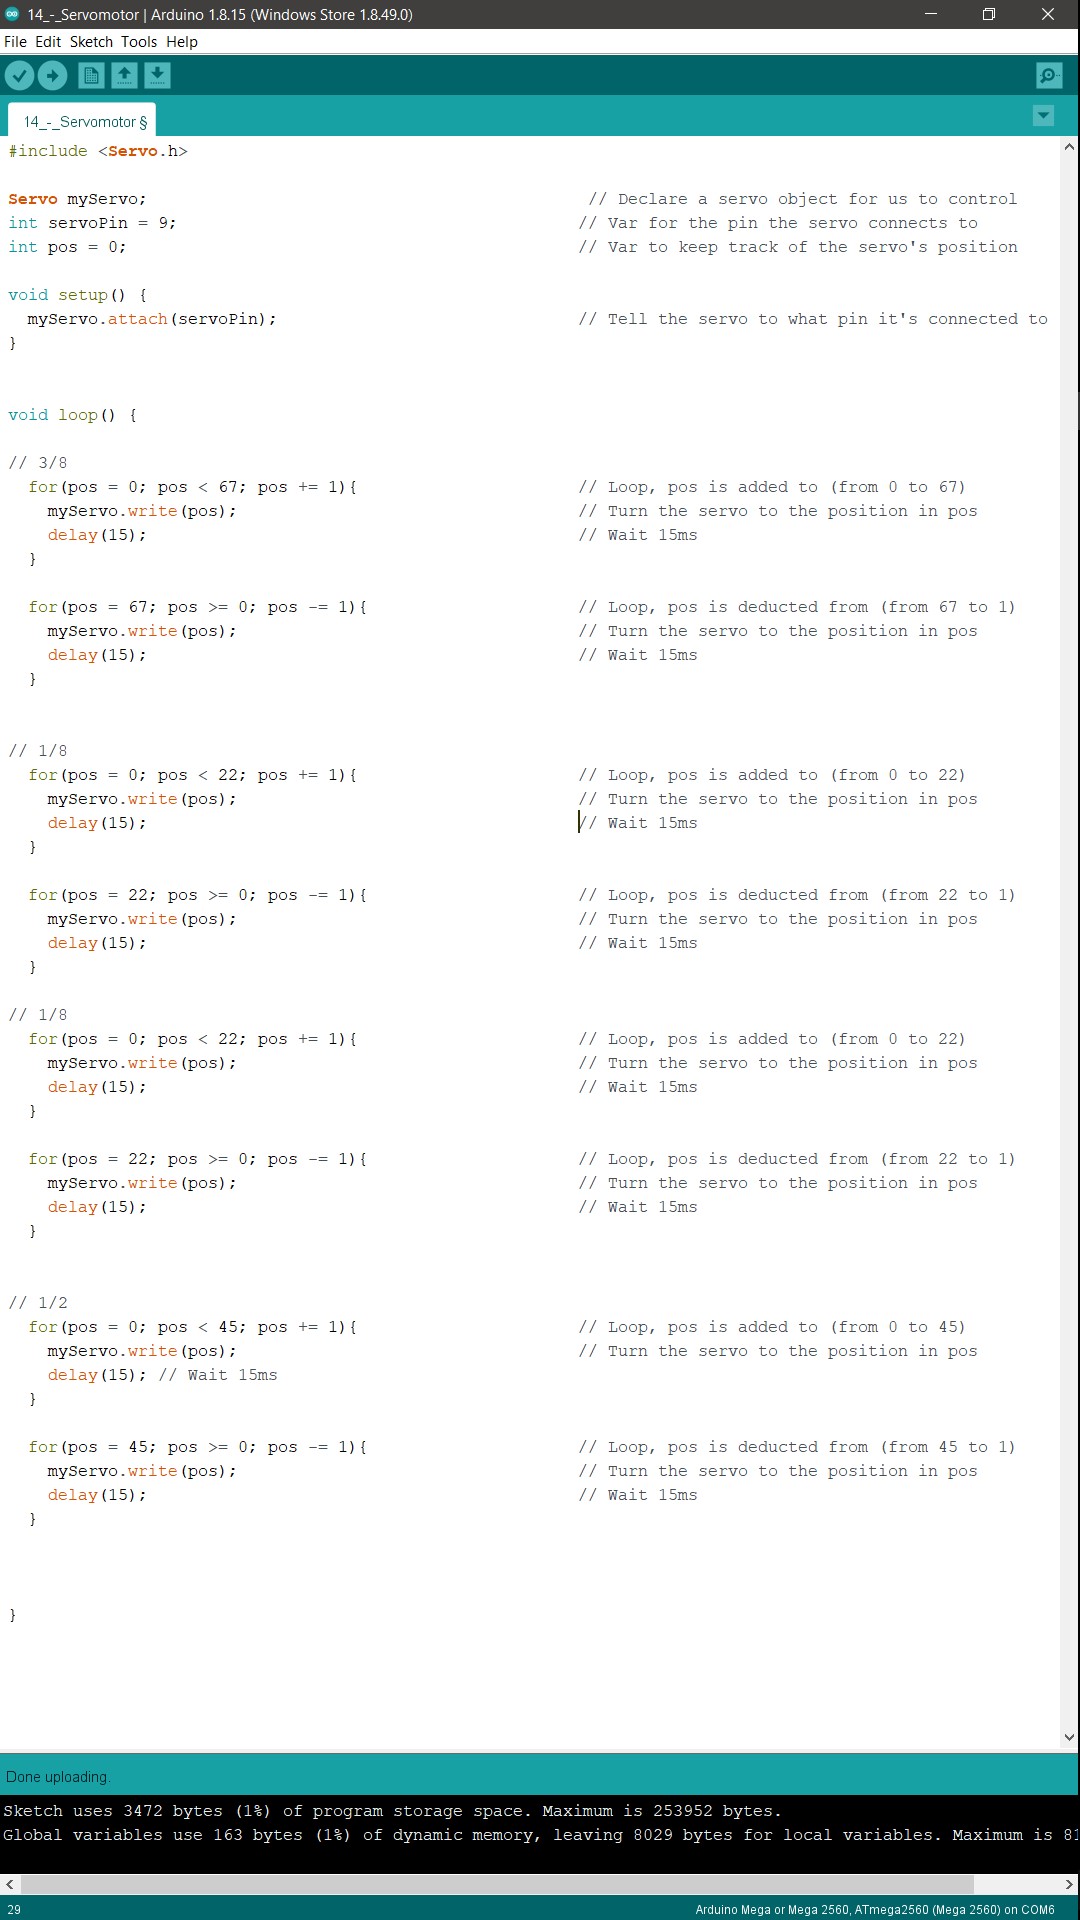 14_-_Servomotor | Arduino 1.8.15 (Windows Store 1.8.49.0)
File Edit Sketch Tools Help
14_-_Servomotor §
#include <Servo.h>
Servo myServo; // Declare a servo object for us to control
int servoPin = 9; // Var for the pin the servo connects to
int pos = 0; // Var to keep track of the servo's position
void setup() {
myServo.attach(servoPin); // Tell the servo to what pin it's connected to
}
void loop() {
// 3/8
for(pos = 0; pos < 67; pos += 1){ // Loop, pos is added to (from 0 to 67)
myServo.write(pos); // Turn the servo to the position in pos
delay(15); // Wait 15ms
}
for(pos = 67; pos >= 0; pos -= 1){ // Loop, pos is deducted from (from 67 to 1)
myServo.write(pos); // Turn the servo to the position in pos
delay(15); // Wait 15ms
}
// 1/8
for(pos = 0; pos < 22; pos += 1){ // Loop, pos is added to (from 0 to 22)
myServo.write(pos); // Turn the servo to the position in pos
delay(15); // Wait 15ms
}
for(pos = 22; pos >= 0; pos -= 1){ // Loop, pos is deducted from (from 22 to 1)
myServo.write(pos); // Turn the servo to the position in pos
delay(15); // Wait 15ms
}
// 1/8
for(pos = 0; pos < 22; pos += 1){ // Loop, pos is added to (from 0 to 22)
myServo.write(pos); // Turn the servo to the position in pos
delay(15); // Wait 15ms
}
for(pos = 22; pos >= 0; pos -= 1){ // Loop, pos is deducted from (from 22 to 1)
myServo.write(pos); // Turn the servo to the position in pos
delay(15); // Wait 15ms
}
// 1/2
for(pos = 0; pos < 45; pos += 1){ // Loop, pos is added to (from 0 to 45)
myServo.write(pos); // Turn the servo to the position in pos
delay(15); // Wait 15ms
}
for(pos = 45; pos >= 0; pos -= 1){ // Loop, pos is deducted from (from 45 to 1)
myServo.write(pos); // Turn the servo to the position in pos
delay(15); // Wait 15ms
}
}
Done uploading.
Sketch uses 3472 bytes (1%) of program storage space. Maximum is 253952 bytes.
Global variables use 163 bytes (1%) of dynamic memory, leaving 8029 bytes for local variables. Maximum is 81
29 Arduino Mega or Mega 2560, ATmega2560 (Mega 2560) on COM6